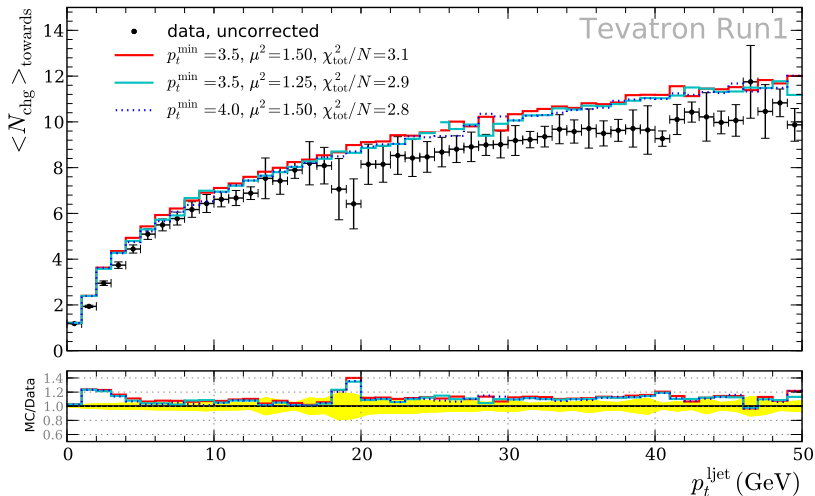 Tevatron Run1
data, uncorrected
p_t^min =3.5, μ²=1.50, χ²_tot/N=3.1
p_t^min =3.5, μ²=1.25, χ²_tot/N=2.9
p_t^min =4.0, μ²=1.50, χ²_tot/N=2.8
<N_chg>_towards
14
12
10
8
6
4
2
0
MC/Data
1.4
1.2
1.0
0.8
0.6
0 10 20 30 40 50
p_t^ljet (GeV)